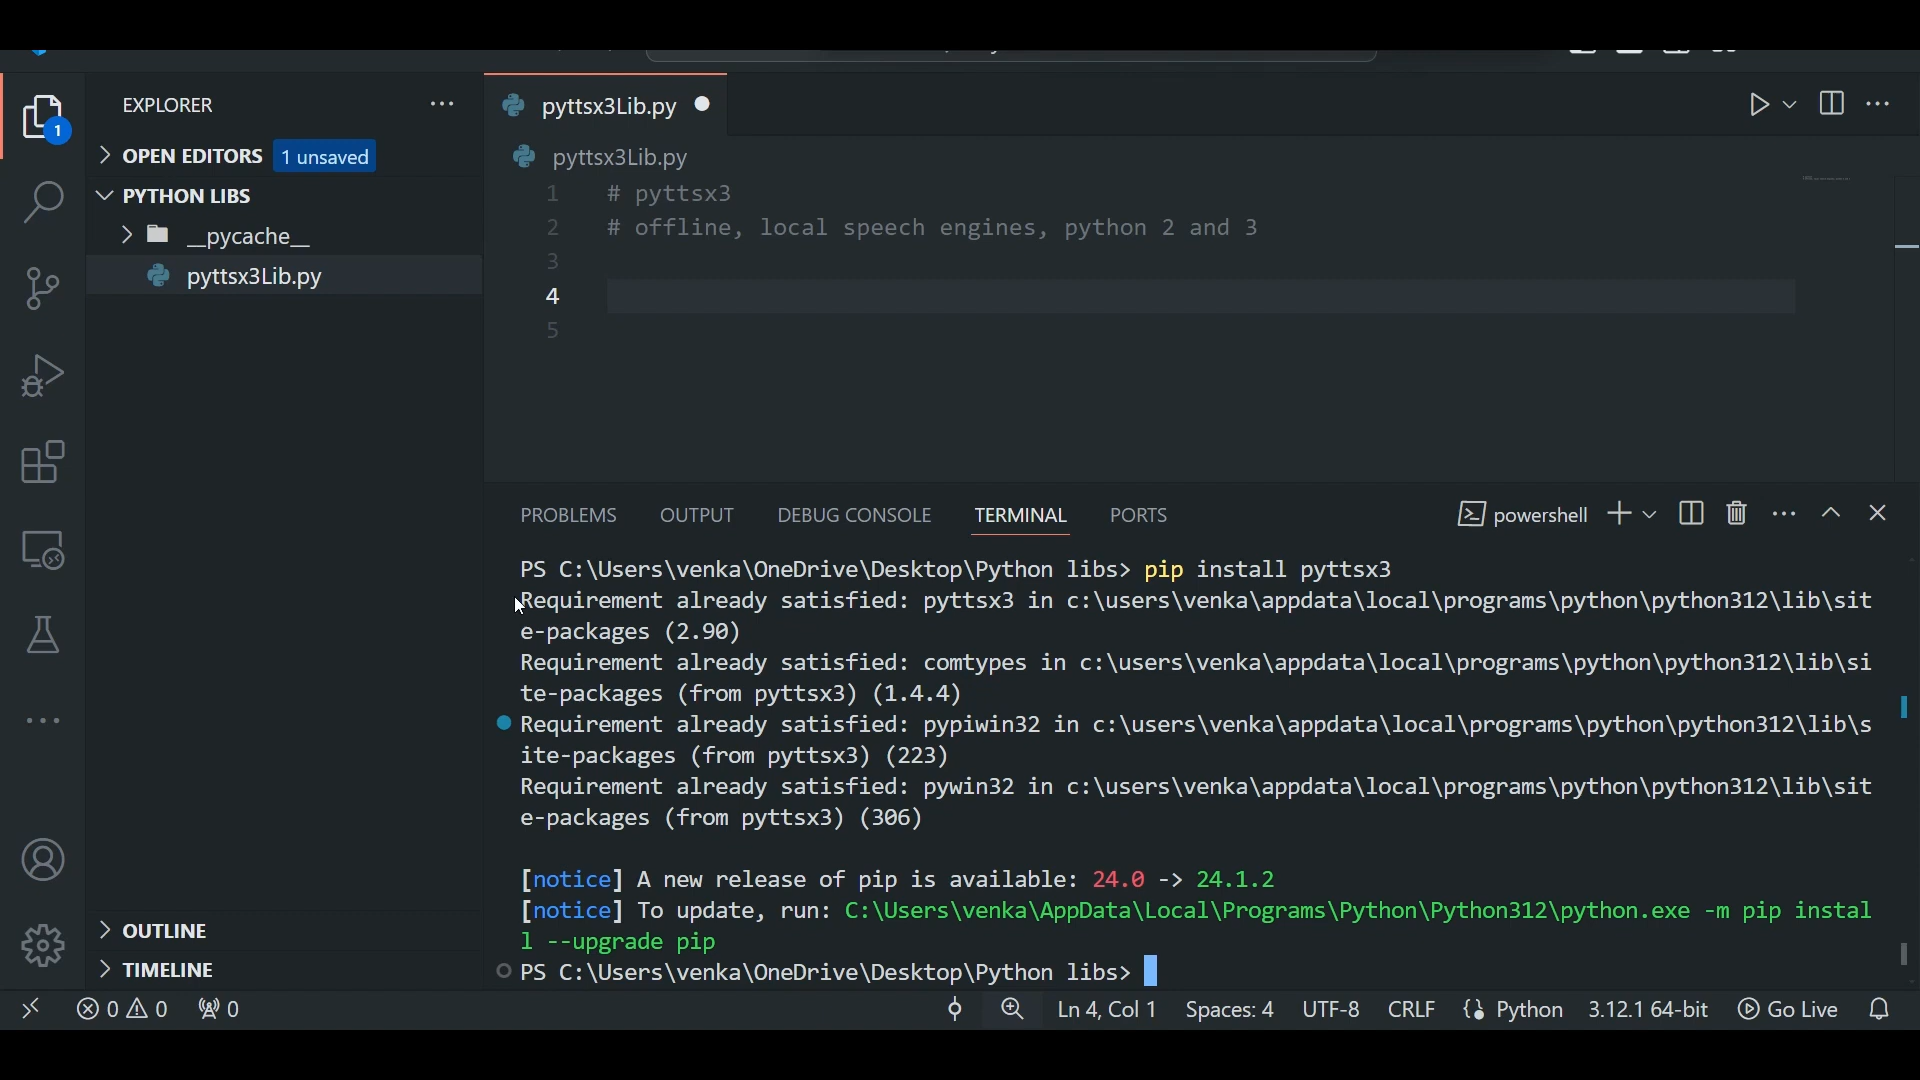 EXPLORER
OPEN EDITORS 1 unsaved
PYTHON LIBS
__pycache__
pyttsx3Lib.py
OUTLINE
TIMELINE
pyttsx3Lib.py
pyttsx3Lib.py
1 # pyttsx3
2 # offline, local speech engines, python 2 and 3
3
4
5
PROBLEMS OUTPUT DEBUG CONSOLE TERMINAL PORTS powershell
PS C:\Users\venka\OneDrive\Desktop\Python libs> pip install pyttsx3
Requirement already satisfied: pyttsx3 in c:\users\venka\appdata\local\programs\python\python312\lib\sit
e-packages (2.90)
Requirement already satisfied: comtypes in c:\users\venka\appdata\local\programs\python\python312\lib\si
te-packages (from pyttsx3) (1.4.4)
Requirement already satisfied: pypiwin32 in c:\users\venka\appdata\local\programs\python\python312\lib\s
ite-packages (from pyttsx3) (223)
Requirement already satisfied: pywin32 in c:\users\venka\appdata\local\programs\python\python312\lib\sit
e-packages (from pyttsx3) (306)
[notice] A new release of pip is available: 24.0 -> 24.1.2
[notice] To update, run: C:\Users\venka\AppData\Local\Programs\Python\Python312\python.exe -m pip instal
l --upgrade pip
PS C:\Users\venka\OneDrive\Desktop\Python libs>
1
0 0 0 Ln 4, Col 1 Spaces: 4 UTF-8 CRLF Python 3.12.1 64-bit Go Live